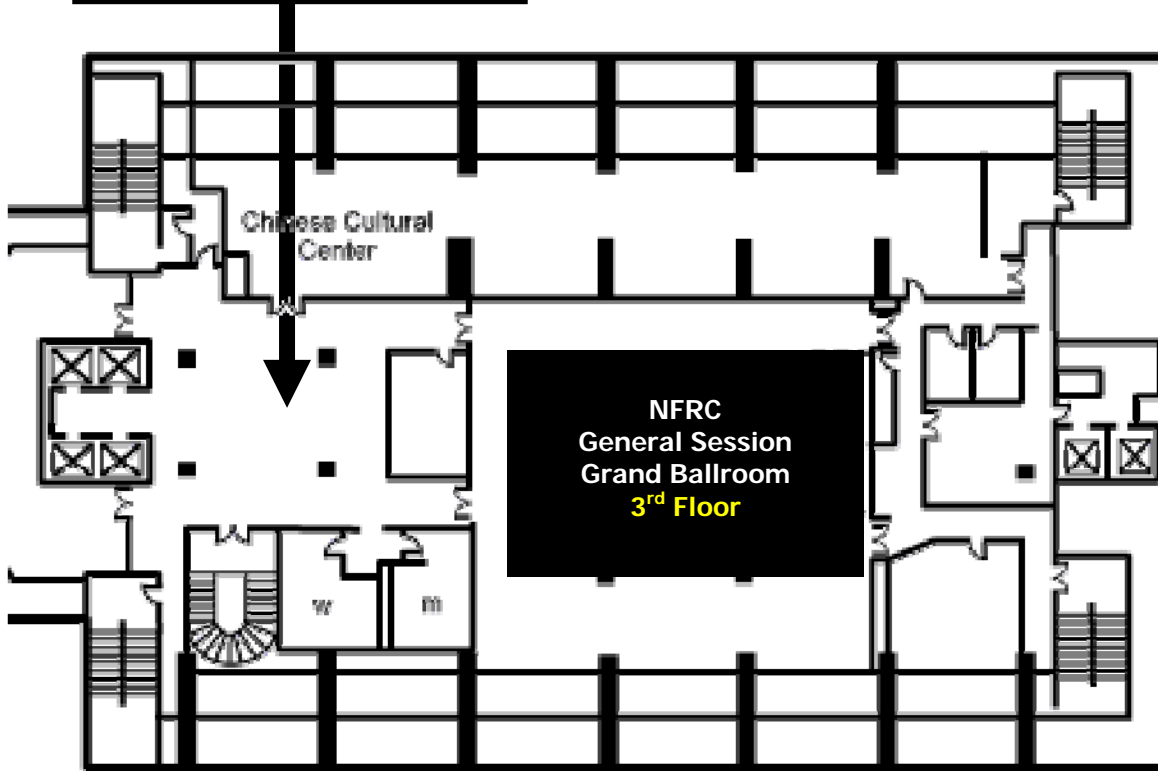 Chinese Cultural
Center
NFRC
General Session
Grand Ballroom
3rd Floor
w
m